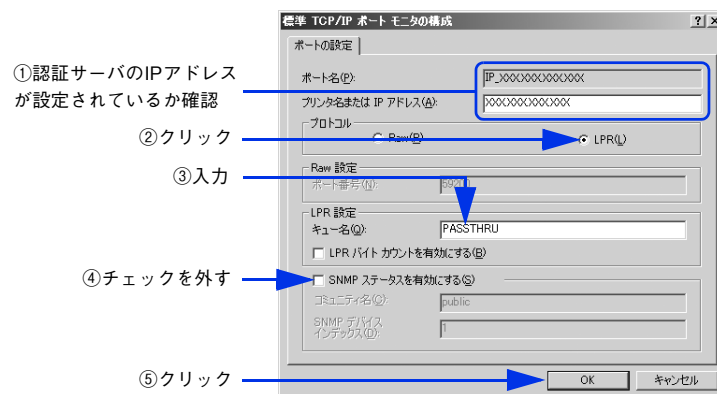 標準 TCP/IP ポート モニタの構成
ポートの設定
①認証サーバのIPアドレス
が設定されているか確認
ポート名(P):
IP_XXX(XXX(XXX(XXX
プリンタ名または IP アドレス(A):
XXX(XXX(XXX(XXX
プロトコル
②クリック
Raw(R)
LPR(L)
Raw 設定
③入力
ポート番号(N):
LPR 設定
キュー名(Q):
PASSTHRU
LPR バイト カウントを有効にする(B)
④チェックを外す
SNMP ステータスを有効にする(S)
コミュニティ名(C):
public
SNMP デバイス
インデックス(D):
1
⑤クリック
OK
キャンセル